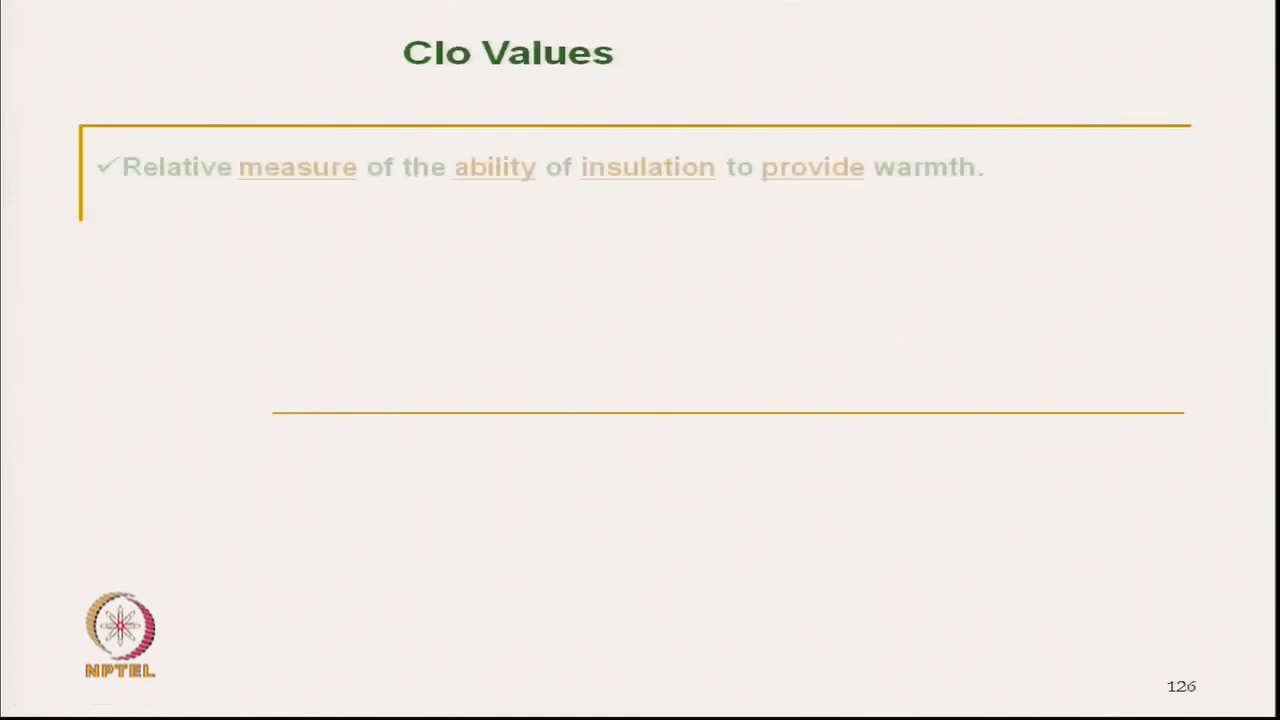 Clo Values
✓Relative measure of the ability of insulation to provide warmth.
NPTEL
126